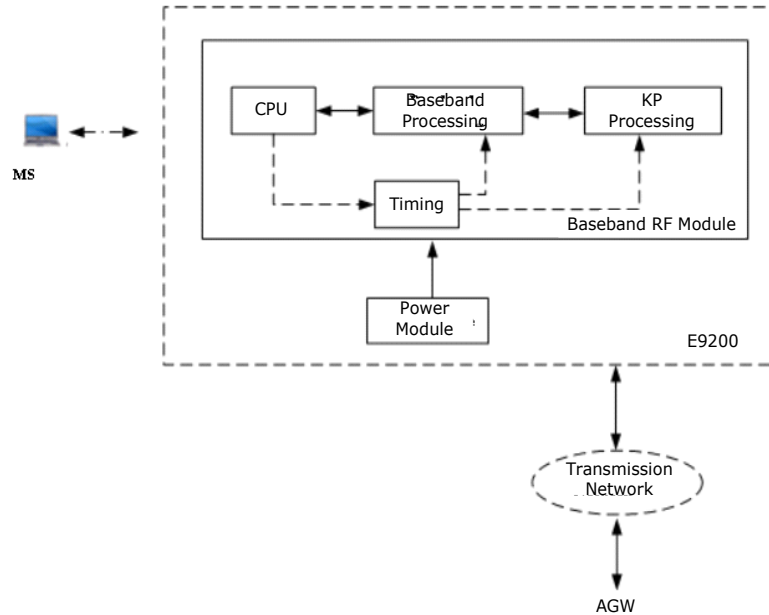 CPU
Baseband
Processing
KP
Processing
MS
Timing
Baseband RF Module
Power
Module
E9200
Transmission
Network
AGW